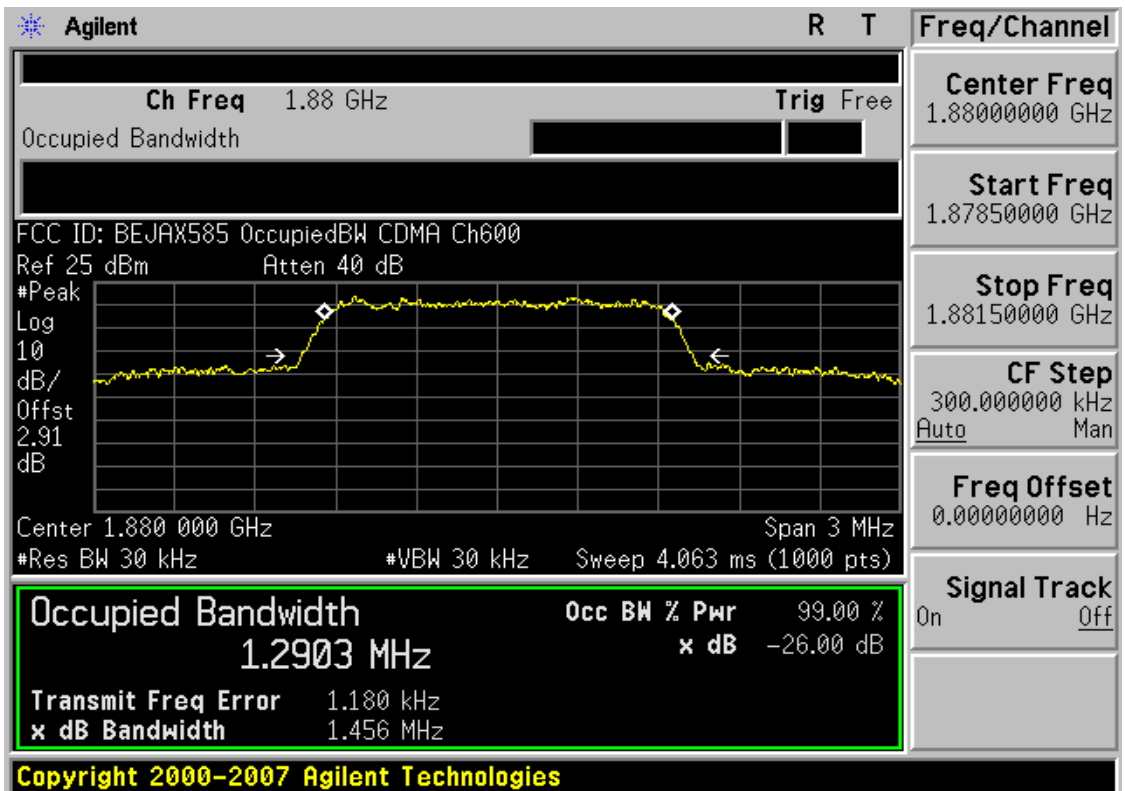 Agilent R T
Freq/Channel
Ch Freq 1.88 GHz Trig Free
Occupied Bandwidth
Center Freq
1.88000000 GHz
Start Freq
1.87850000 GHz
Stop Freq
1.88150000 GHz
CF Step
300.000000 kHz
Auto Man
Freq Offset
0.00000000 Hz
Signal Track
On Off
FCC ID: BEJAX585 OccupiedBW CDMA Ch600
Ref 25 dBm Atten 40 dB
#Peak
Log
10
dB/
Offst
2.91
dB
Center 1.880 000 GHz Span 3 MHz
#Res BW 30 kHz #VBW 30 kHz Sweep 4.063 ms (1000 pts)
Occupied Bandwidth Occ BW % Pwr 99.00 %
1.2903 MHz x dB -26.00 dB
Transmit Freq Error 1.180 kHz
x dB Bandwidth 1.456 MHz
Copyright 2000-2007 Agilent Technologies